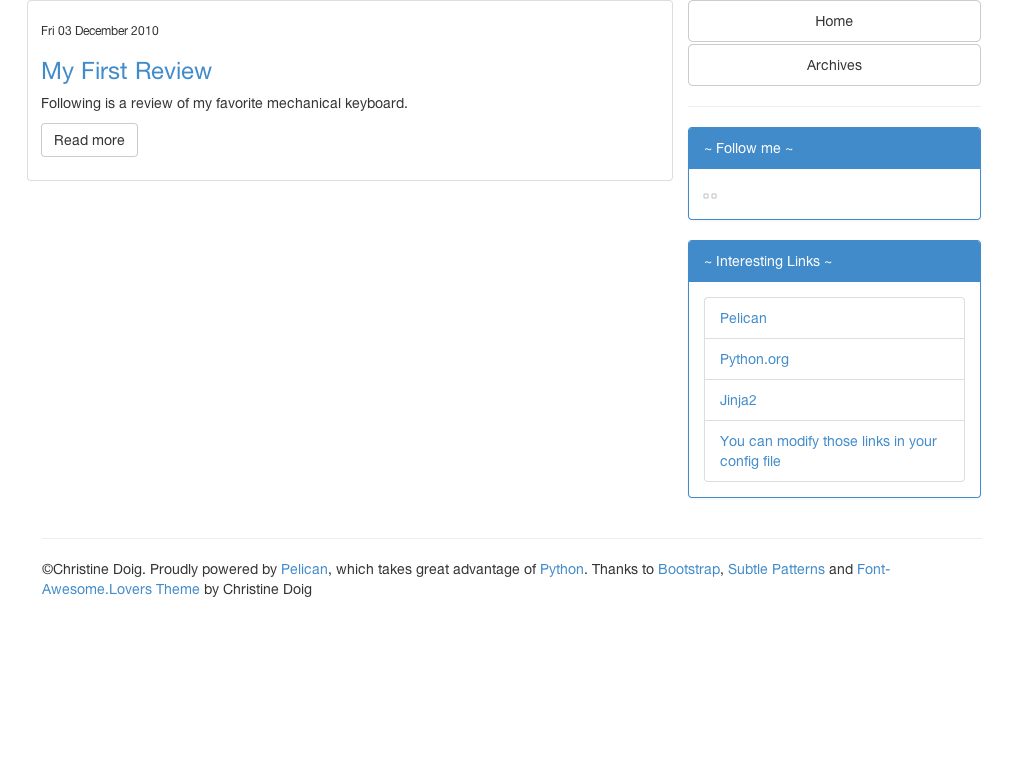 Fri 03 December 2010
My First Review
Following is a review of my favorite mechanical keyboard.
Read more
Home
Archives
~ Follow me ~
~ Interesting Links ~
Pelican
Python.org
Jinja2
You can modify those links in your
config file
©Christine Doig. Proudly powered by Pelican, which takes great advantage of Python. Thanks to Bootstrap, Subtle Patterns and Font-
Awesome.Lovers Theme by Christine Doig